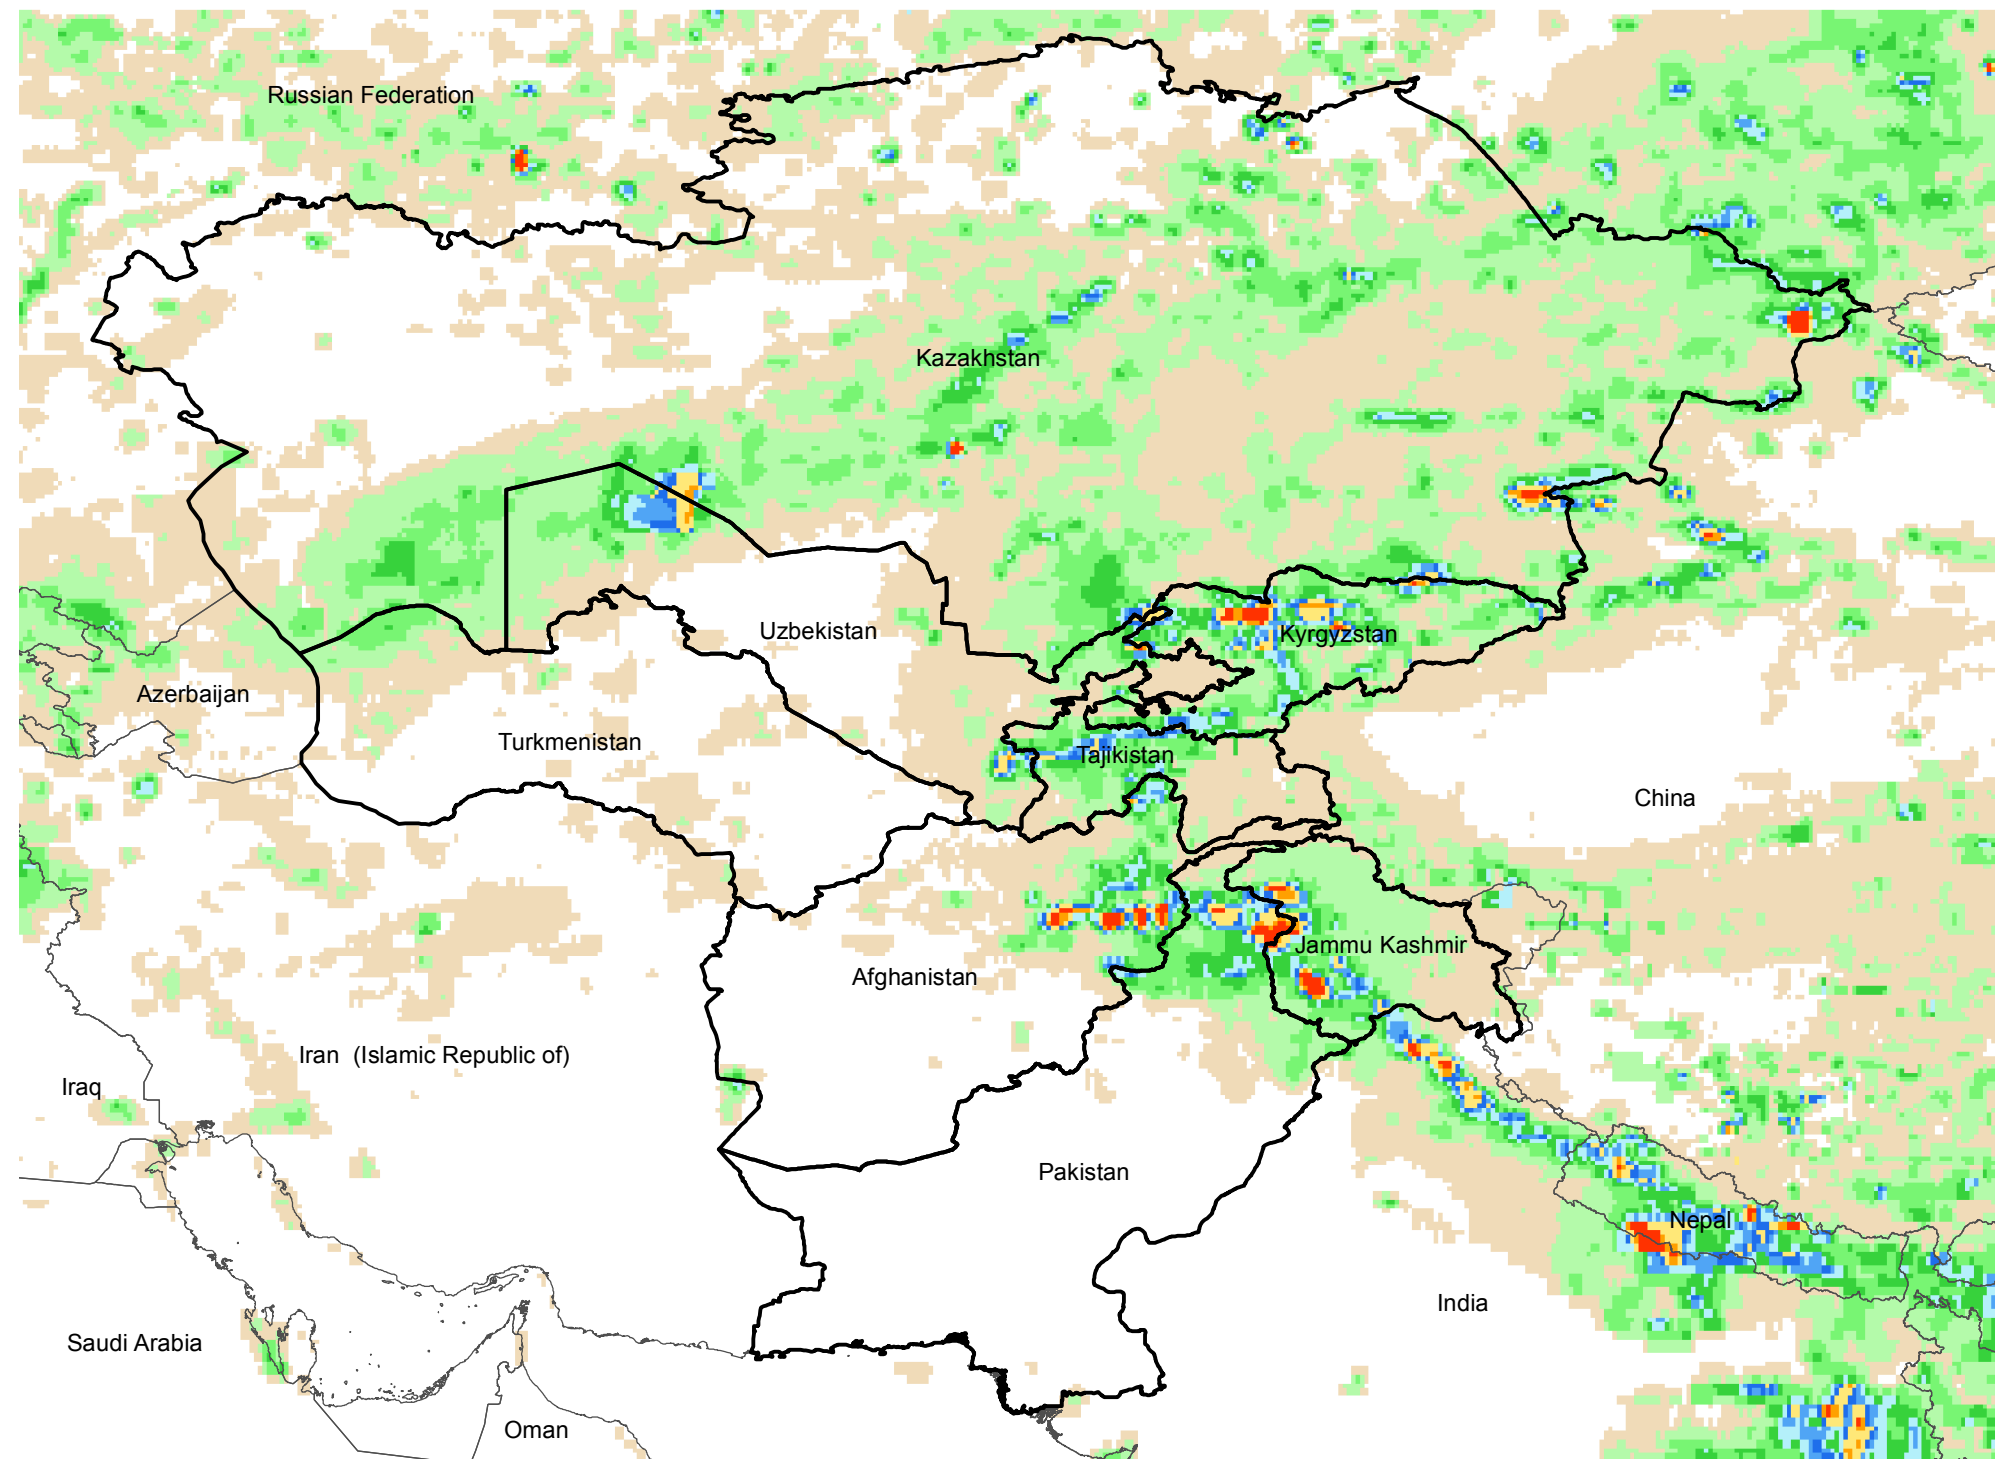 Russian Federation
Kazakhstan
Uzbekistan
Kyrgyzstan
Azerbaijan
Turkmenistan
Tajikistan
China
Jammu Kashmir
Afghanistan
Iran  (Islamic Republic of)
Iraq
Pakistan
Nepal
India
Saudi Arabia
Oman